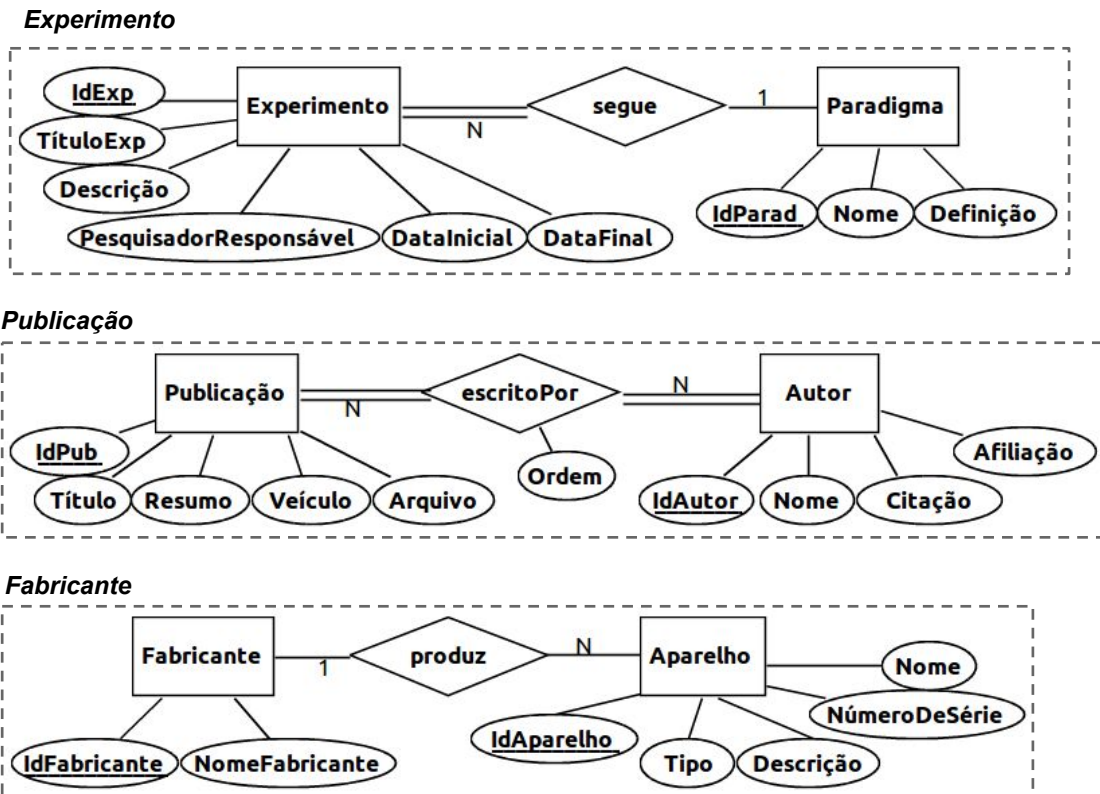 Experimento
IdExp
Experimento
segue
1
Paradigma
N
TítuloExp
Descrição
IdParad
Nome
Definição
PesquisadorResponsável
DataInicial
DataFinal
Publicação
Publicação
escritoPor
N
Autor
N
IdPub
Afiliação
Ordem
Título
Resumo
Veículo
Arquivo
IdAutor
Nome
Citação
Fabricante
Fabricante
1
produz
N
Aparelho
Nome
NúmeroDeSérie
IdAparelho
IdFabricante
NomeFabricante
Tipo
Descrição